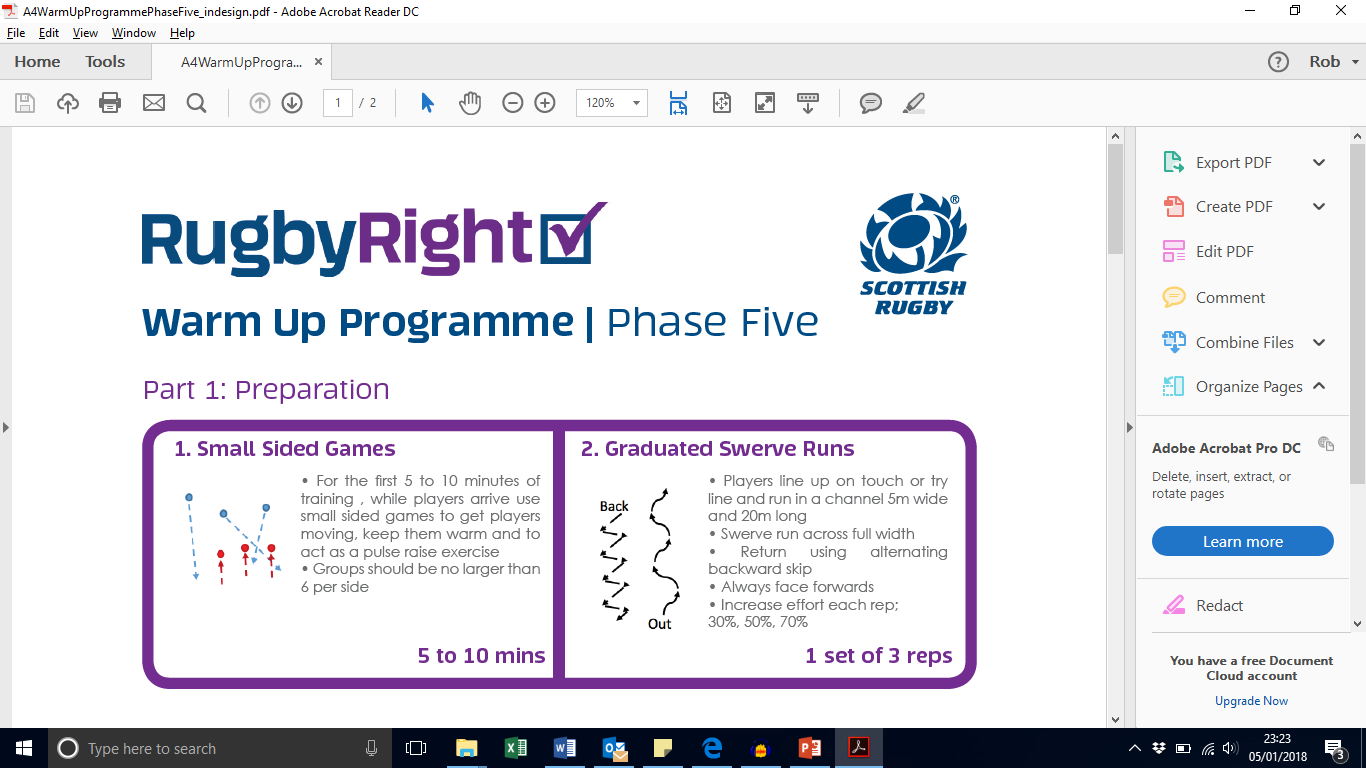 A4WarmUpProgrammePhaseFive_indesign.pdf - Adobe Acrobat Reader DC
File Edit View Window Help
Home Tools A4WarmUpProgra... × ? Rob
1 / 2 120%
RugbyRight
®
SCOTTISH
RUGBY
Warm Up Programme | Phase Five
Part 1: Preparation
1. Small Sided Games
• For the first 5 to 10 minutes of
training , while players arrive use
small sided games to get players
moving, keep them warm and to
act as a pulse raise exercise
• Groups should be no larger than
6 per side
5 to 10 mins
2. Graduated Swerve Runs
Back
Out
• Players line up on touch or try
line and run in a channel 5m wide
and 20m long
• Swerve run across full width
• Return using alternating
backward skip
• Always face forwards
• Increase effort each rep;
30%, 50%, 70%
1 set of 3 reps
Export PDF
Create PDF
Edit PDF
Comment
Combine Files
Organize Pages
Adobe Acrobat Pro DC
Delete, insert, extract, or
rotate pages
Learn more
Redact
You have a free Document
Cloud account
Upgrade Now
Type here to search
23:23
05/01/2018
3